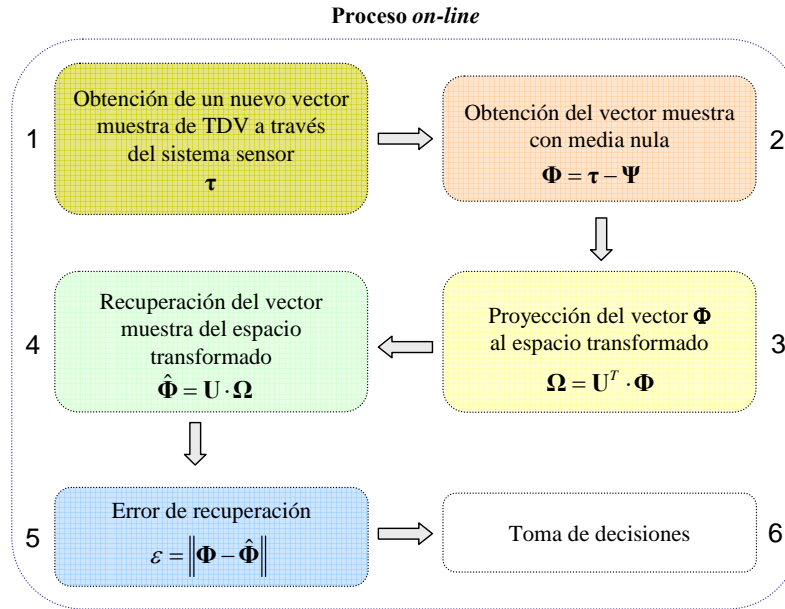 Proceso on-line
1
Obtención de un nuevo vector
muestra de TDV a través
del sistema sensor
τ
Obtención del vector muestra
con media nula
Φ = τ − Ψ
2
Proyección del vector Φ
al espacio transformado
Ω = U^T · Φ
3
4
Recuperación del vector
muestra del espacio
transformado
Φ̂ = U · Ω
5
Error de recuperación
ε = ‖Φ − Φ̂‖
Toma de decisiones
6